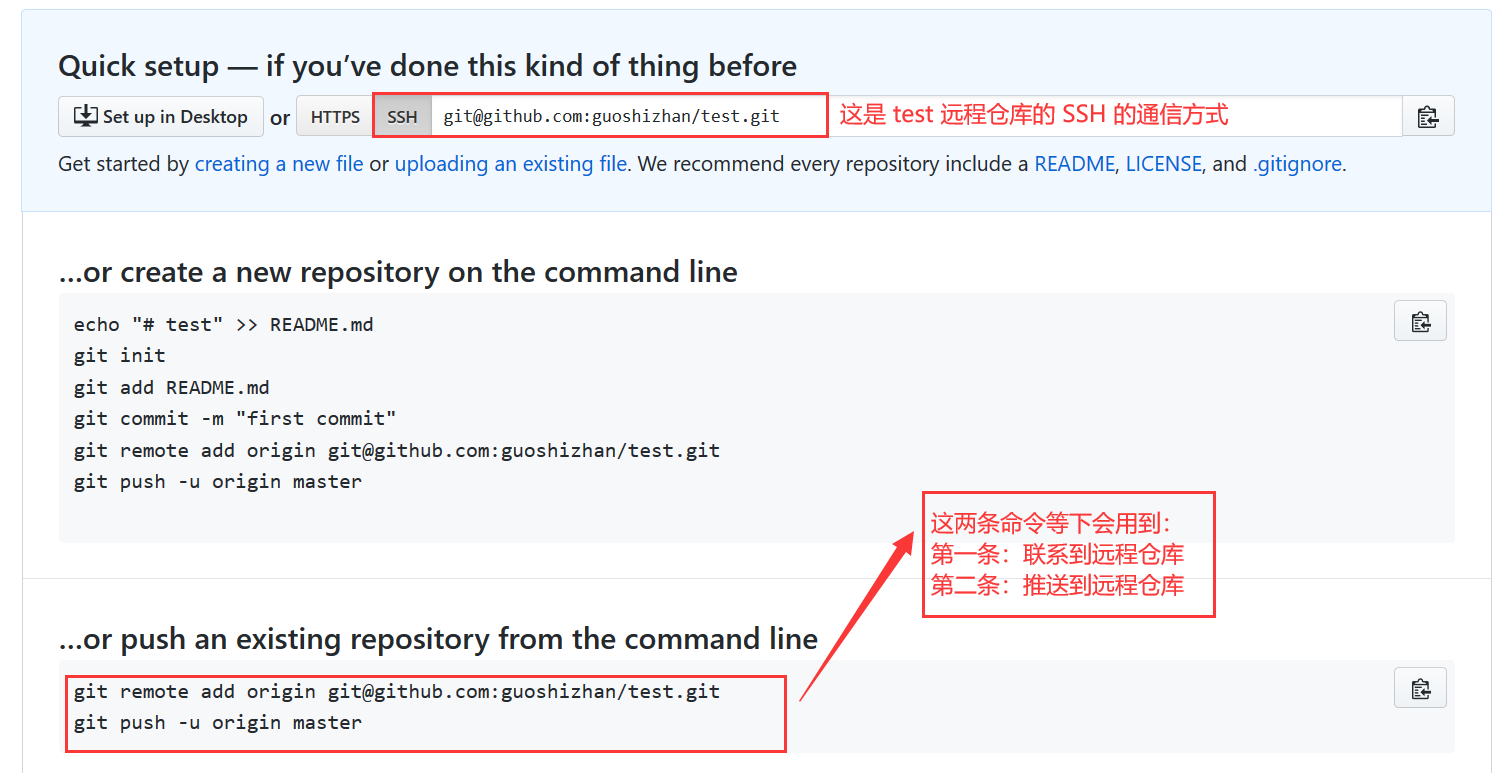 Quick setup — if you’ve done this kind of thing before
Set up in Desktop or HTTPS SSH git@github.com:guoshizhan/test.git 这是 test 远程仓库的 SSH 的通信方式
Get started by creating a new file or uploading an existing file. We recommend every repository include a README, LICENSE, and .gitignore.
...or create a new repository on the command line
echo "# test" >> README.md
git init
git add README.md
git commit -m "first commit"
git remote add origin git@github.com:guoshizhan/test.git
git push -u origin master
这两条命令等下会用到：
第一条：联系到远程仓库
第二条：推送到远程仓库
...or push an existing repository from the command line
git remote add origin git@github.com:guoshizhan/test.git
git push -u origin master